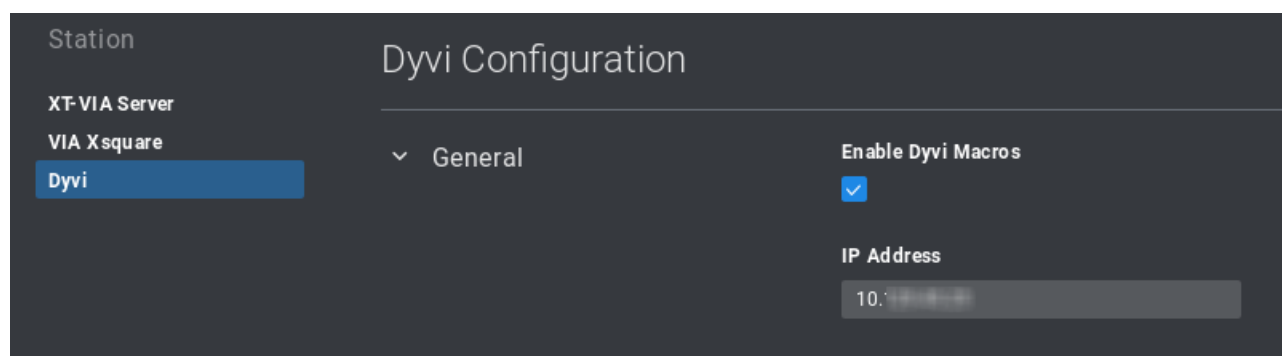 Station
XT-VIA Server
VIA Xsquare
Dyvi
Dyvi Configuration
General
Enable Dyvi Macros
IP Address
10.